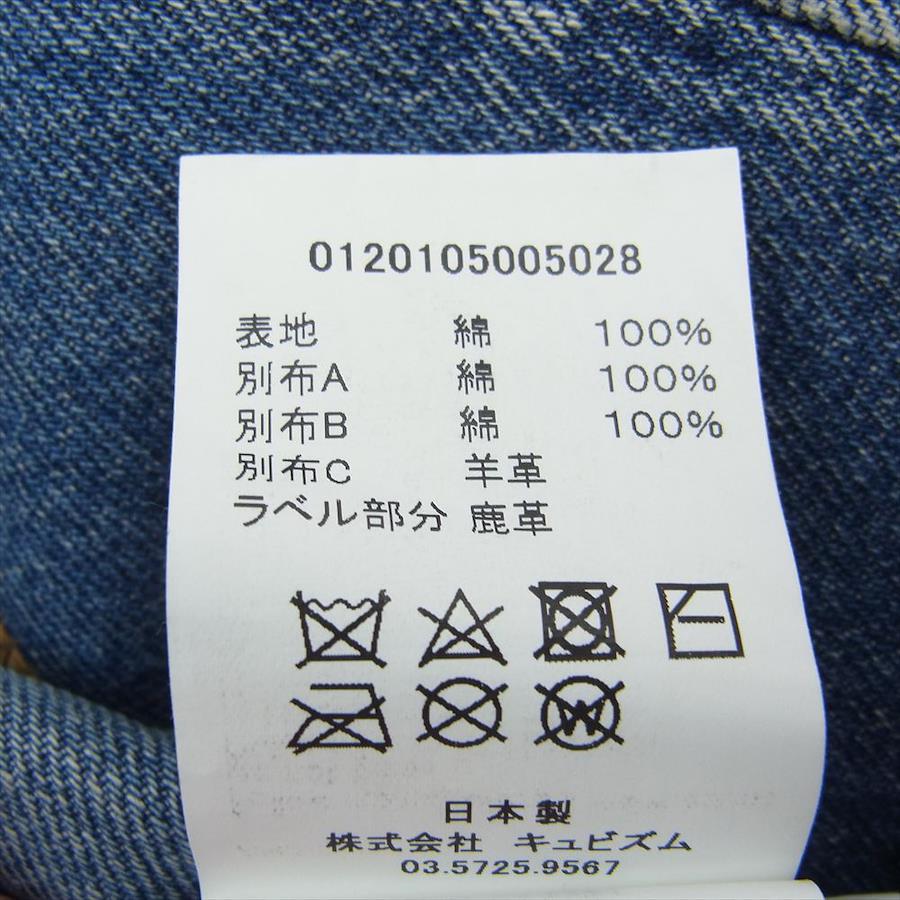 0120105005028
表地 綿 100%
別布A 綿 100%
別布B 綿 100%
別布C 羊革
ラベル部分 鹿革
W
日本製
株式会社 キュビズム
03.5725.9567